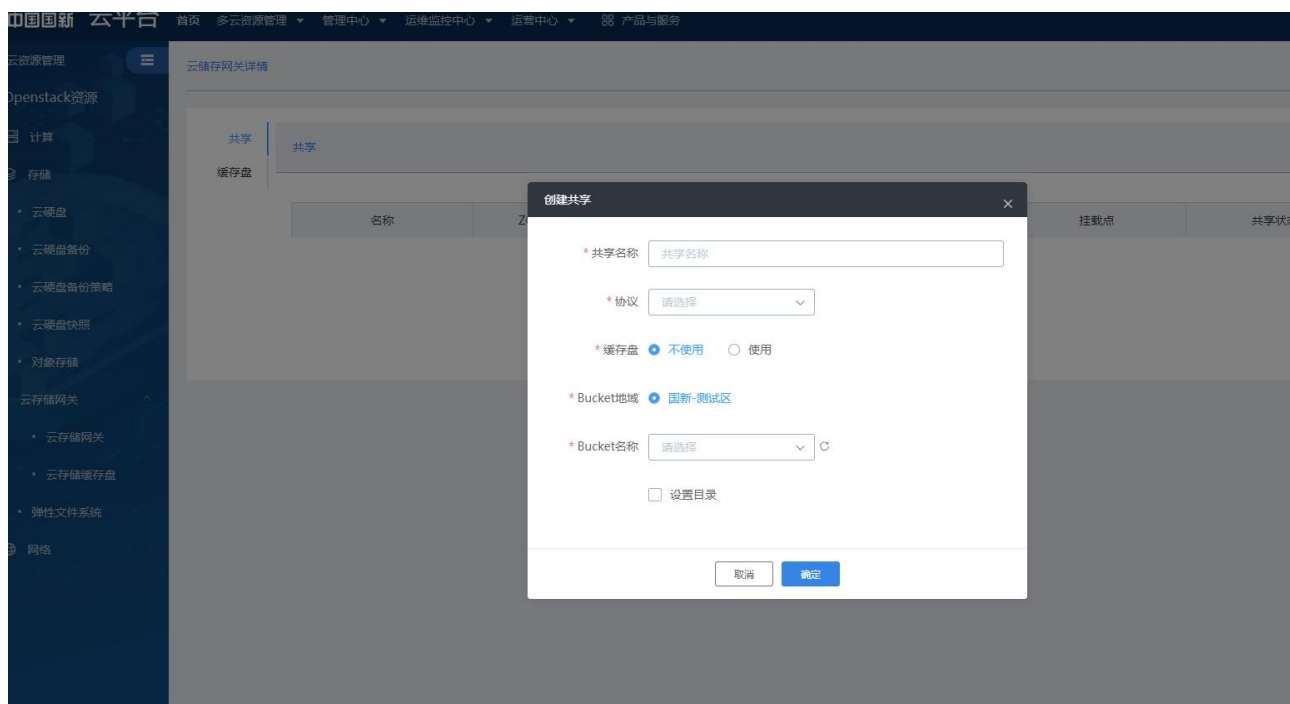 中国国新 云平台 首页 多云资源管理 管理中心 运维监控中心 运营中心 产品与服务
云资源管理
云储存网关详情
Openstack资源
计算
共享
共享
存储
缓存盘
创建共享
云硬盘
名称
挂载点
共享状
云硬盘备份
* 共享名称 共享名称
云硬盘备份策略
* 协议 请选择
云硬盘快照
* 缓存盘 不使用 使用
对象存储
云存储网关
* Bucket地域 国新-测试区
云存储网关
* Bucket名称 请选择
云存储缓存盘
设置目录
弹性文件系统
网络
取消 确定